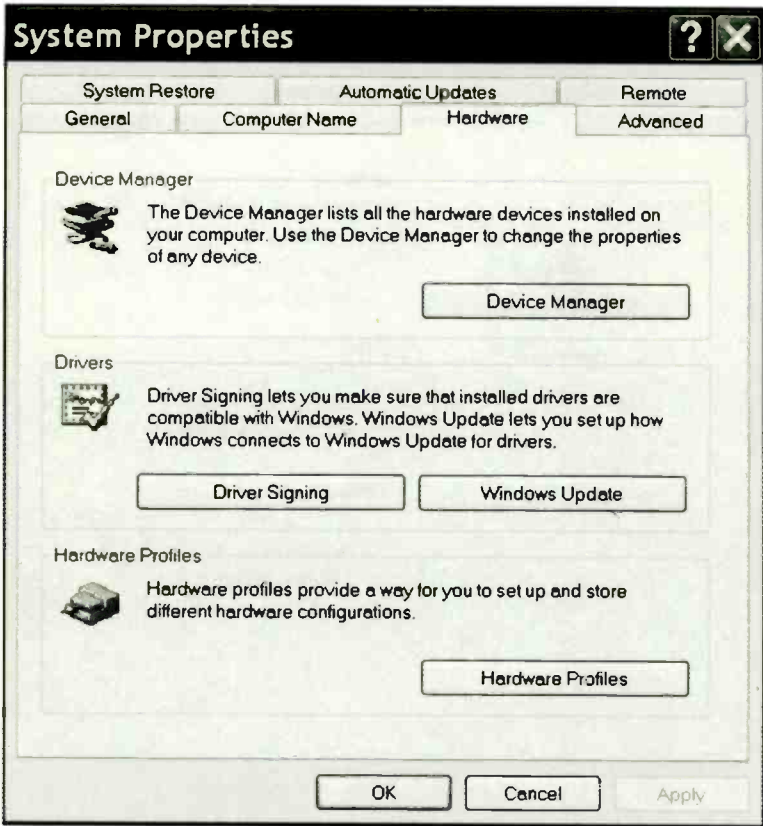 System Properties
?
System Restore Automatic Updates Remote
General Computer Name Hardware Advanced
Device Manager
The Device Manager lists all the hardware devices installed on
your computer. Use the Device Manager to change the properties
of any device.
Device Manager
Drivers
Driver Signing lets you make sure that installed drivers are
compatible with Windows. Windows Update lets you set up how
Windows connects to Windows Update for drivers.
Driver Signing Windows Update
Hardware Profiles
Hardware profiles provide a way for you to set up and store
different hardware configurations.
Hardware Profiles
OK Cancel Apply